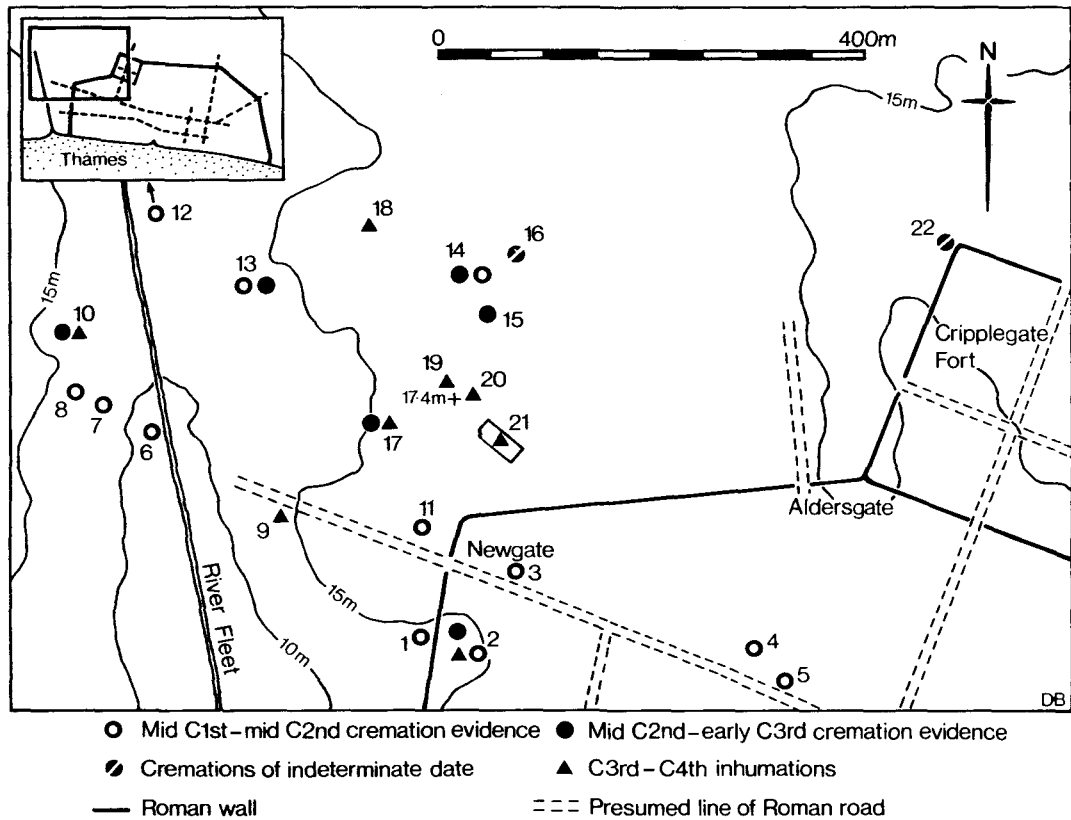 0 400m
N
15m
Thames
12
18
22
16
14
13
15m
15
10
Cripplegate
Fort
19
20
17·4m+
8
7
21
17
6
11
Aldersgate
9
Newgate
3
River Fleet
15m
1
2
4
10m
5
DB
Mid C1st–mid C2nd cremation evidence
Mid C2nd–early C3rd cremation evidence
Cremations of indeterminate date
C3rd–C4th inhumations
Roman wall
Presumed line of Roman road